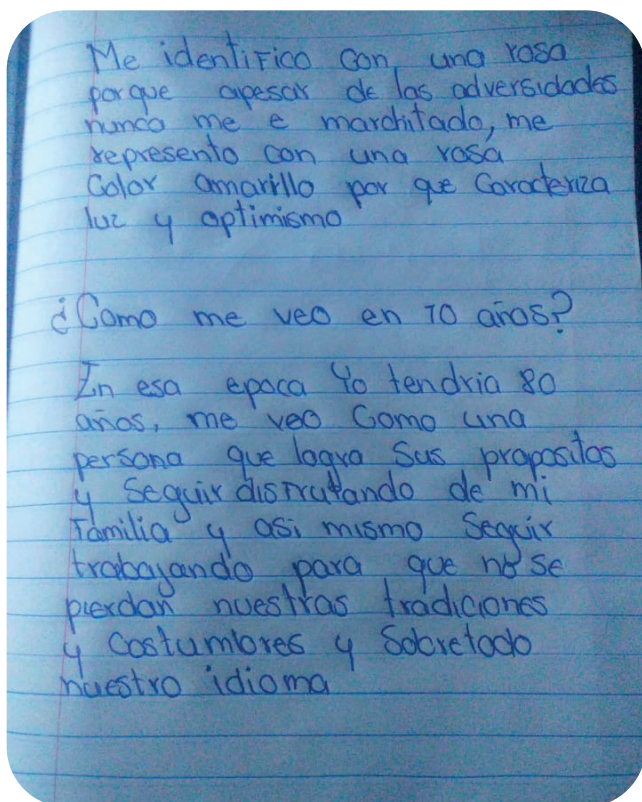 Me identifico con una rosa
porque apesar de las adversidades
nunca me e marchitado, me
represento con una rosa
Color amarillo por que Caracteriza
luz y optimismo
¿Como me veo en 10 años?
En esa epoca Yo tendria 80
años, me veo Como una
persona que logra Sus propositos
y Seguir disfrutando de mi
familia y asi mismo Seguir
trabajando para que no se
pierdan nuestras tradiciones
y Costumbres y Sobretodo
nuestro idioma